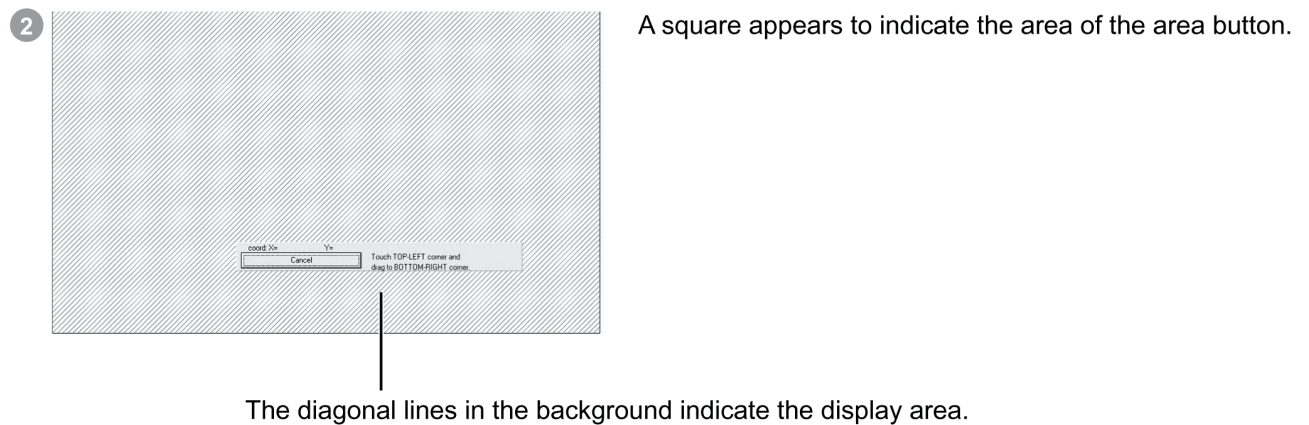 2
A square appears to indicate the area of the area button.
coord: X= Y=
Cancel
Touch TOP-LEFT corner and
drag to BOTTOM-RIGHT corner.
The diagonal lines in the background indicate the display area.